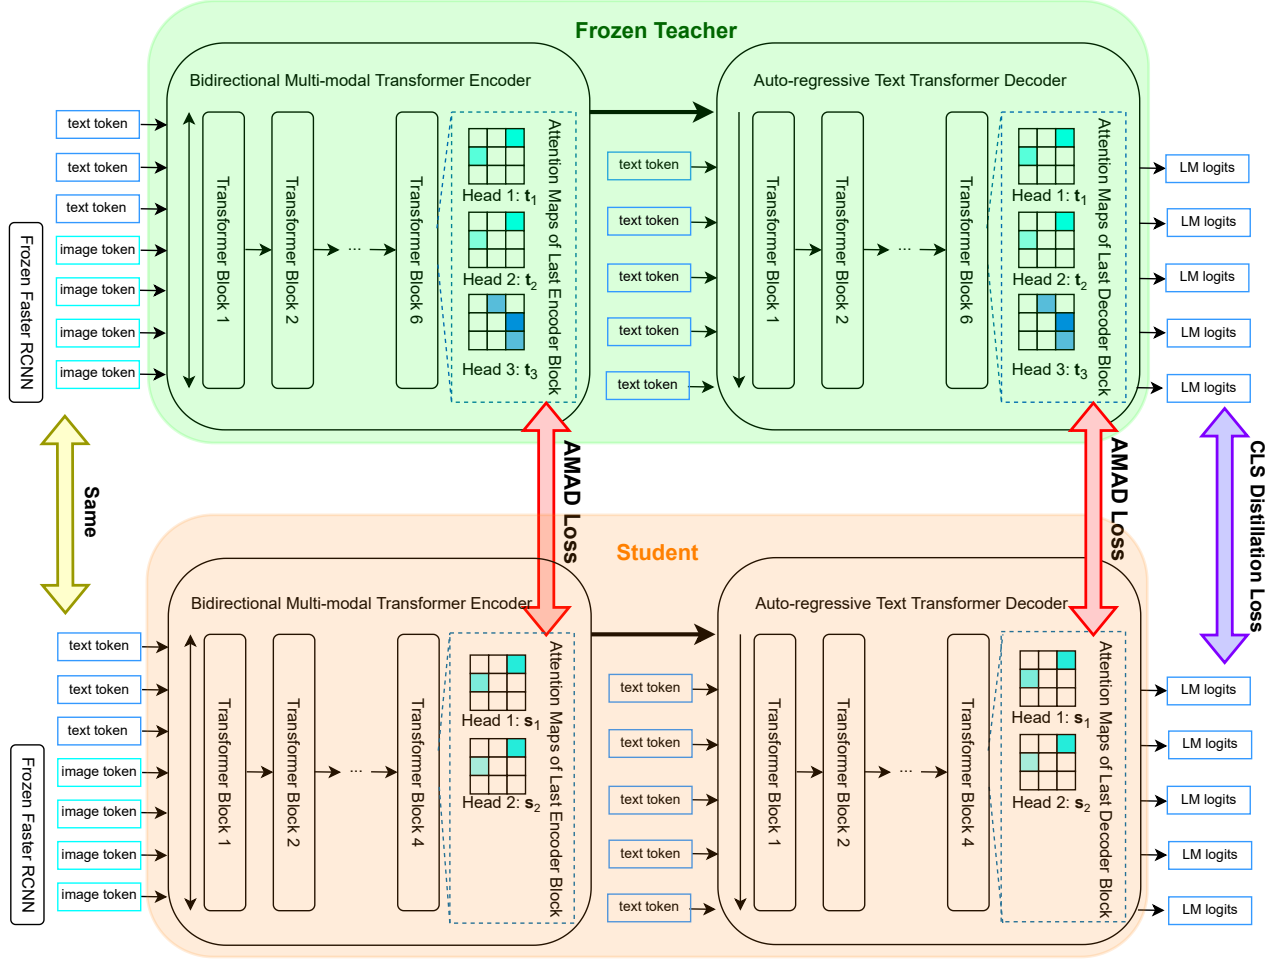 Frozen Teacher
Bidirectional Multi-modal Transformer Encoder
Auto-regressive Text Transformer Decoder
text token
text token
text token
image token
image token
image token
image token
Frozen Faster RCNN
Transformer Block 1
Transformer Block 2
...
Transformer Block 6
Head 1: t1
Head 2: t2
Head 3: t3
Attention Maps of Last Encoder Block
text token
text token
text token
text token
text token
Transformer Block 1
Transformer Block 2
...
Transformer Block 6
Head 1: t1
Head 2: t2
Head 3: t3
Attention Maps of Last Decoder Block
LM logits
LM logits
LM logits
LM logits
LM logits
Same
AMAD Loss
AMAD Loss
CLS Distillation Loss
Student
Bidirectional Multi-modal Transformer Encoder
Auto-regressive Text Transformer Decoder
text token
text token
text token
image token
image token
image token
image token
Frozen Faster RCNN
Transformer Block 1
Transformer Block 2
...
Transformer Block 4
Head 1: s1
Head 2: s2
Attention Maps of Last Encoder Block
text token
text token
text token
text token
text token
Transformer Block 1
Transformer Block 2
...
Transformer Block 4
Head 1: s1
Head 2: s2
Attention Maps of Last Decoder Block
LM logits
LM logits
LM logits
LM logits
LM logits